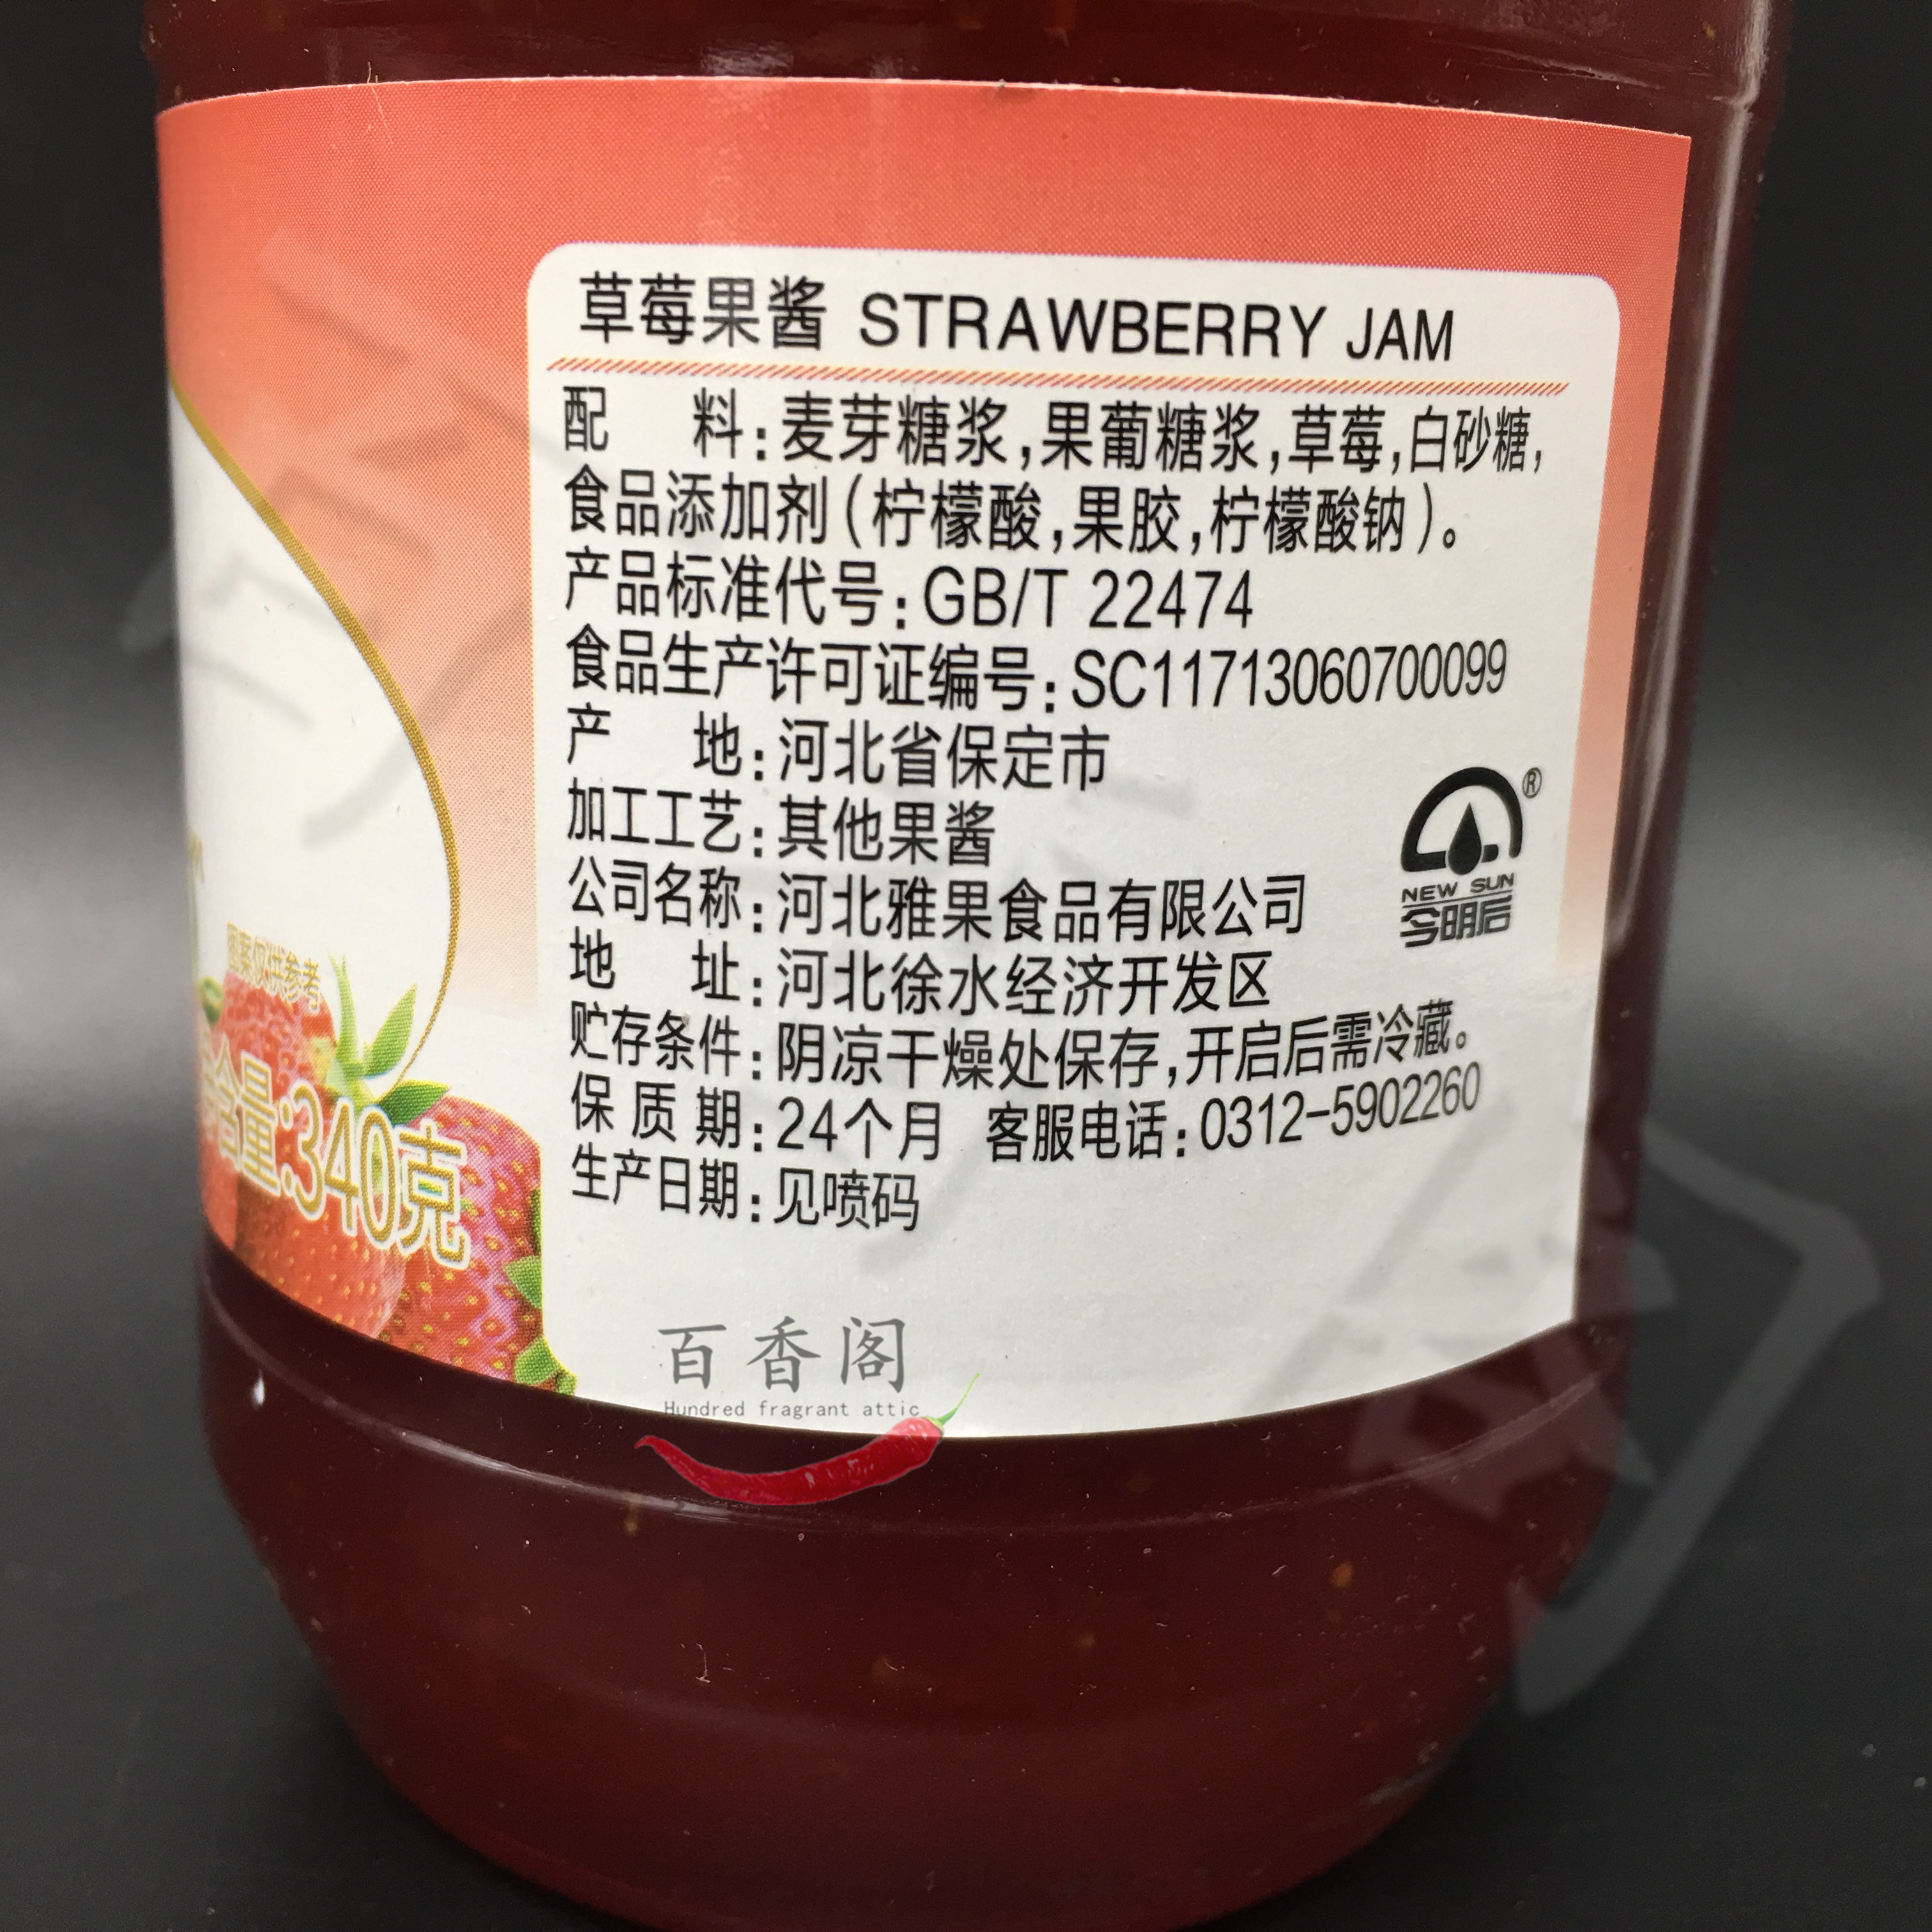 草莓果酱 STRAWBERRY JAM
配 料:麦芽糖浆,果葡糖浆,草莓,白砂糖,
食品添加剂(柠檬酸,果胶,柠檬酸钠)。
产品标准代号:GB/T 22474
食品生产许可证编号:SC11713060700099
产 地:河北省保定市
加工工艺:其他果酱
公司名称:河北雅果食品有限公司
地 址:河北徐水经济开发区
贮存条件:阴凉干燥处保存,开启后需冷藏。
保质期:24个月 客服电话:0312-5902260
生产日期:见喷码
®
NEW SUN
今明后
图案仅供参考
含量:340克
百香阁
Hundred fragrant attic